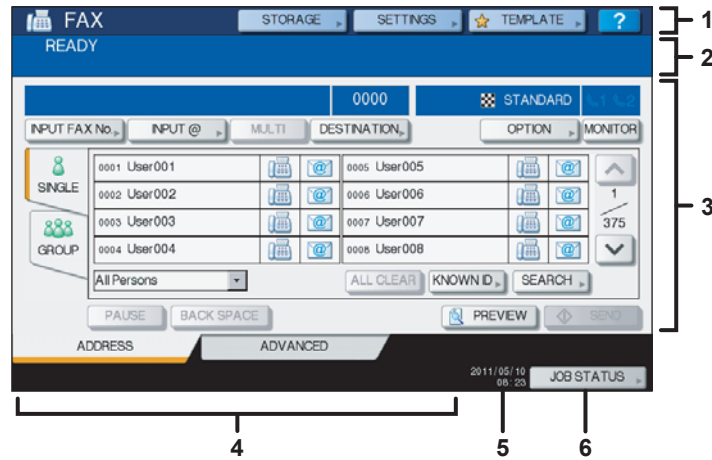 FAX STORAGE SETTINGS TEMPLATE ? 1
READY 2
0000 STANDARD 1 2
INPUT FAX No. INPUT @ MULTI DESTINATION OPTION MONITOR
SINGLE 0001 User001 0005 User005
0002 User002 0006 User006 1
0003 User003 0007 User007 375 3
GROUP 0004 User004 0008 User008
All Persons ALL CLEAR KNOWN ID SEARCH
PAUSE BACK SPACE PREVIEW SEND
ADDRESS ADVANCED
2011/05/10
08:23 JOB STATUS
4 5 6